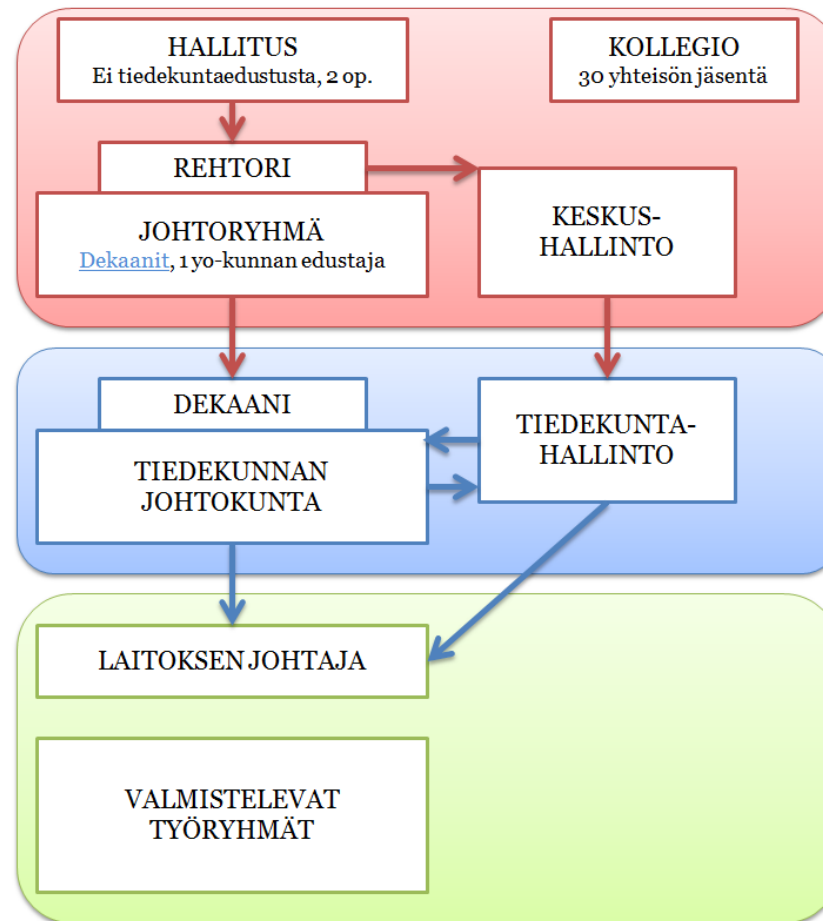 HALLITUS
Ei tiedekuntaedustusta, 2 op.
KOLLEGIO
30 yhteisön jäsentä
REHTORI
JOHTORYHMÄ
Dekaanit, 1 yo-kunnan edustaja
KESKUS-
HALLINTO
DEKAANI
TIEDEKUNNAN
JOHTOKUNTA
TIEDEKUNTA-
HALLINTO
LAITOKSEN JOHTAJA
VALMISTELEVAT
TYÖRYHMÄT